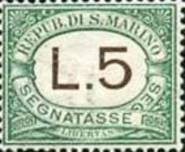 REPUB. DI S. MARINO
L.5
SEGNATASSE
LIBERTAS